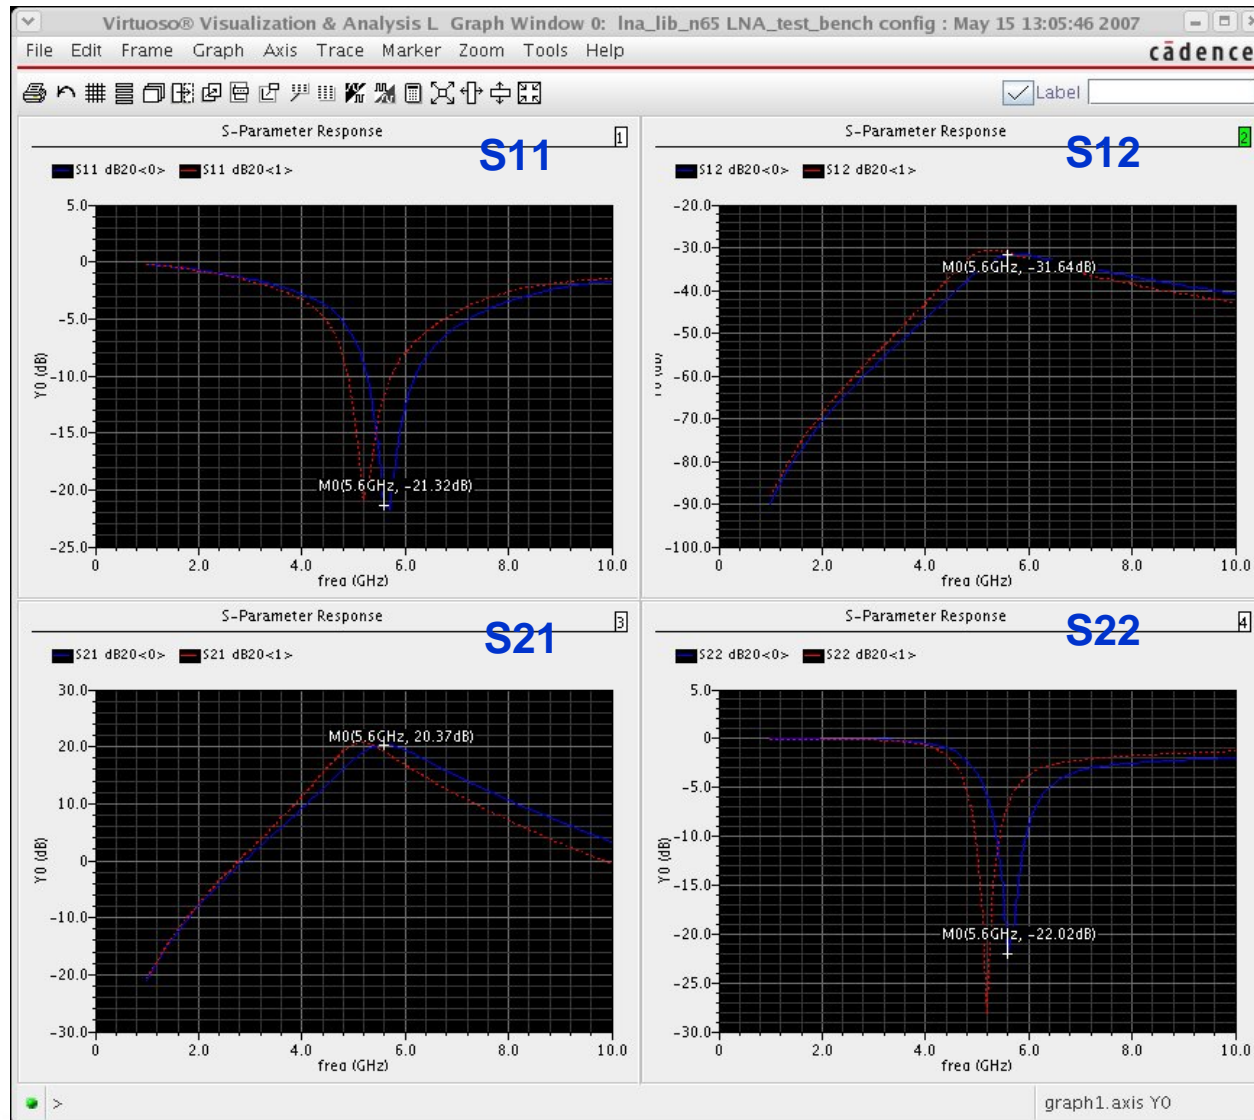 Virtuoso® Visualization & Analysis L Graph Window 0: lna_lib_n65 LNA_test_bench config : May 15 13:05:46 2007
File Edit Frame Graph Axis Trace Marker Zoom Tools Help
cādence
Label
S-Parameter Response
1
S11
S11 dB20<0> S11 dB20<1>
5.0
0
-5.0
-10.0
-15.0
-20.0
-25.0
Y0 (dB)
M0(5.6GHz, -21.32dB)
0 2.0 4.0 6.0 8.0 10.0
freq (GHz)
S-Parameter Response
2
S12
S12 dB20<0> S12 dB20<1>
-20.0
-30.0
-40.0
-50.0
-60.0
-70.0
-80.0
-90.0
-100.0
M0(5.6GHz, -31.64dB)
0 2.0 4.0 6.0 8.0 10.0
freq (GHz)
S-Parameter Response
3
S21
S21 dB20<0> S21 dB20<1>
30.0
20.0
10.0
0
-10.0
-20.0
-30.0
Y0 (dB)
M0(5.6GHz, 20.37dB)
0 2.0 4.0 6.0 8.0 10.0
freq (GHz)
S-Parameter Response
4
S22
S22 dB20<0> S22 dB20<1>
5.0
0
-5.0
-10.0
-15.0
-20.0
-25.0
-30.0
Y0 (dB)
M0(5.6GHz, -22.02dB)
0 2.0 4.0 6.0 8.0 10.0
freq (GHz)
>
graph1.axis Y0